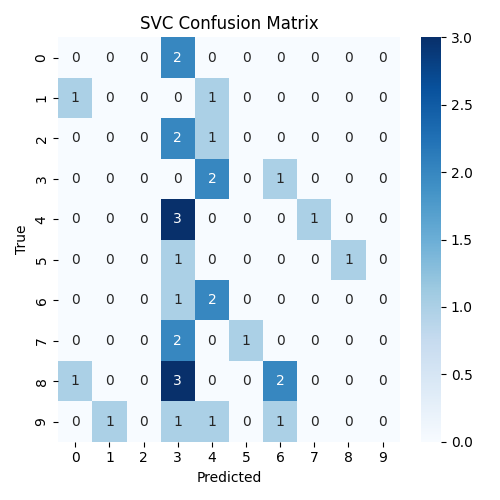 SVC Confusion Matrix
True
0 0 0 0 2 0 0 0 0 0 0
1 1 0 0 0 1 0 0 0 0 0
2 0 0 0 2 1 0 0 0 0 0
3 0 0 0 0 2 0 1 0 0 0
4 0 0 0 3 0 0 0 1 0 0
5 0 0 0 1 0 0 0 0 1 0
6 0 0 0 1 2 0 0 0 0 0
7 0 0 0 2 0 1 0 0 0 0
8 1 0 0 3 0 0 2 0 0 0
9 0 1 0 1 1 0 1 0 0 0
0 1 2 3 4 5 6 7 8 9
Predicted
3.0
2.5
2.0
1.5
1.0
0.5
0.0